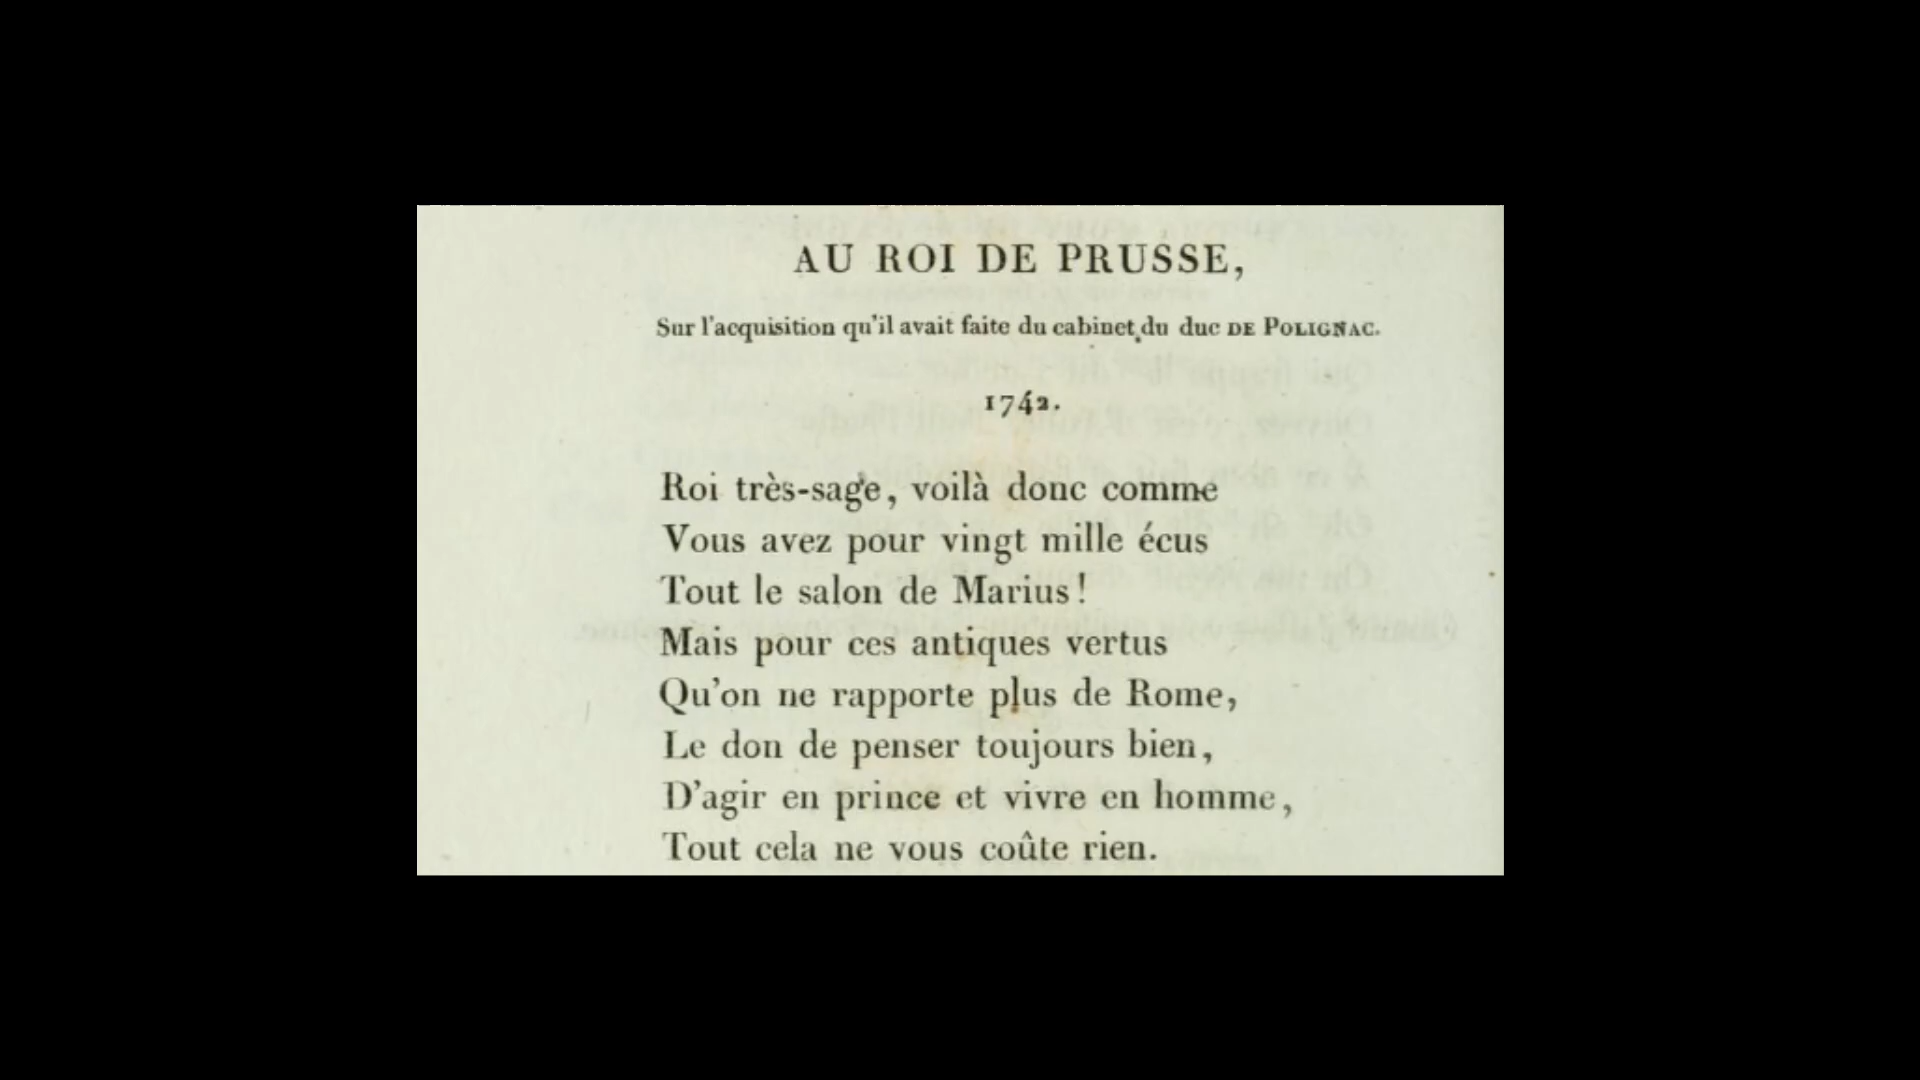 AU ROI DE PRUSSE,
Sur l'acquisition qu'il avait faite du cabinet du duc DE POLIGNAC.
1742.
Roi très-sage, voilà donc comme
Vous avez pour vingt mille écus
Tout le salon de Marius!
Mais pour ces antiques vertus
Qu'on ne rapporte plus de Rome,
Le don de penser toujours bien,
D'agir en prince et vivre en homme,
Tout cela ne vous coûte rien.